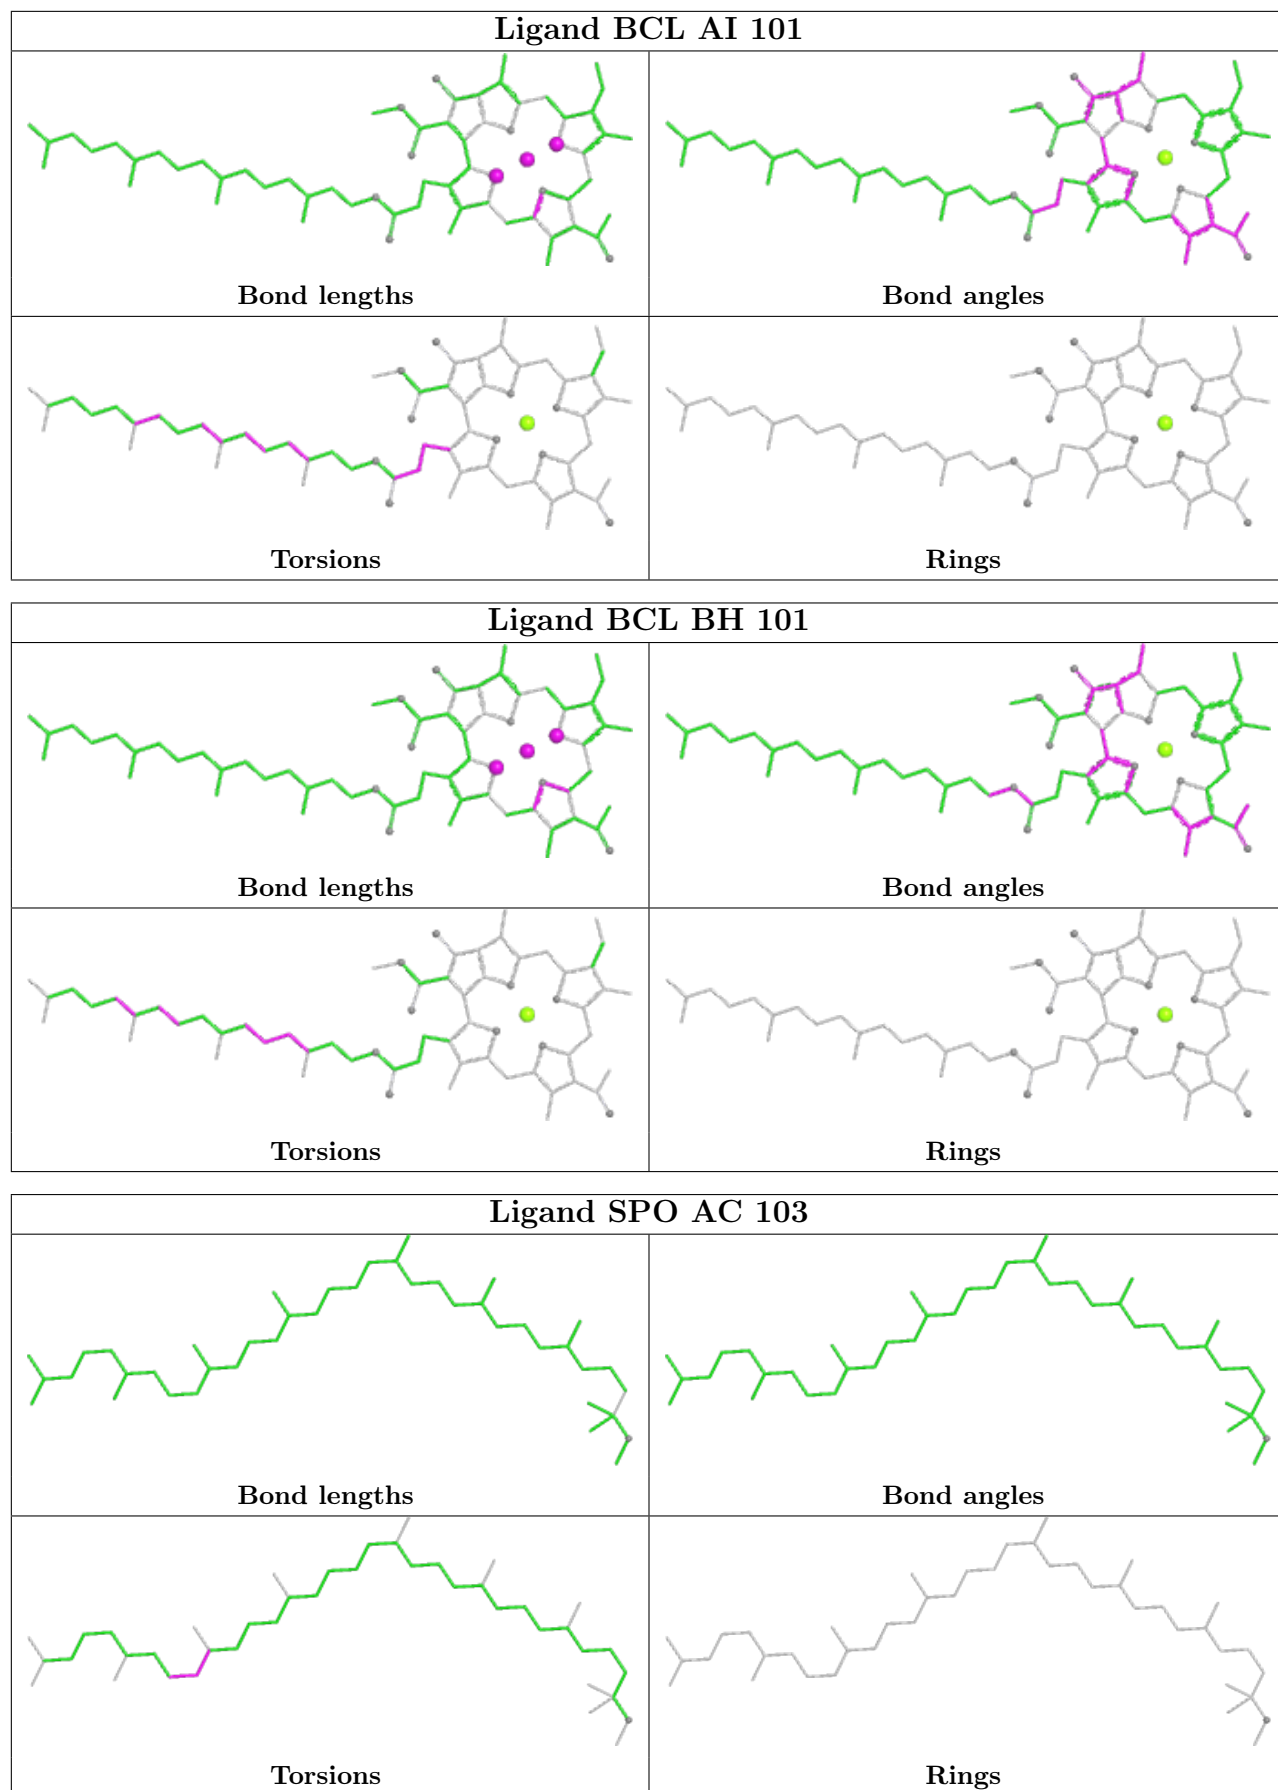 Ligand BCL AI 101
Bond lengths
Bond angles
Torsions
Rings
Ligand BCL BH 101
Bond lengths
Bond angles
Torsions
Rings
Ligand SPO AC 103
Bond lengths
Bond angles
Torsions
Rings